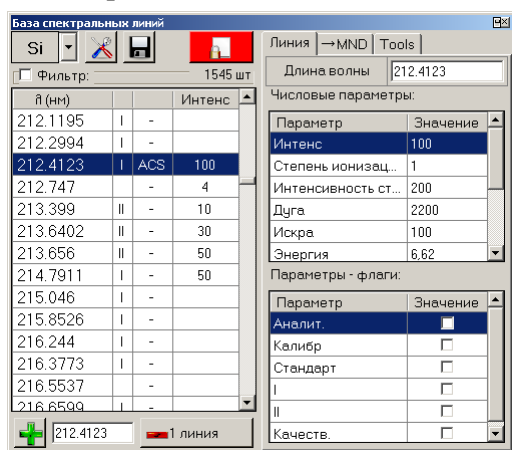 База спектральных линий
Si
Фильтр: 1545 шт
λ (нм) Интенс
212.1195 I -
212.2994 I -
212.4123 I ACS 100
212.747 - 4
213.399 II - 10
213.6402 II - 30
213.656 II - 50
214.7911 I - 50
215.046 I -
215.8526 I -
216.244 I -
216.3773 I -
216.5537 -
216.6599 I -
212.4123 1 линия
Линия →MND Tools
Длина волны 212.4123
Числовые параметры:
Параметр Значение
Интенс 100
Степень ионизац... 1
Интенсивность ст... 200
Дуга 2200
Искра 100
Энергия 6,62
Параметры - флаги:
Параметр Значение
Аналит.
Калибр
Стандарт
I
II
Качеств.